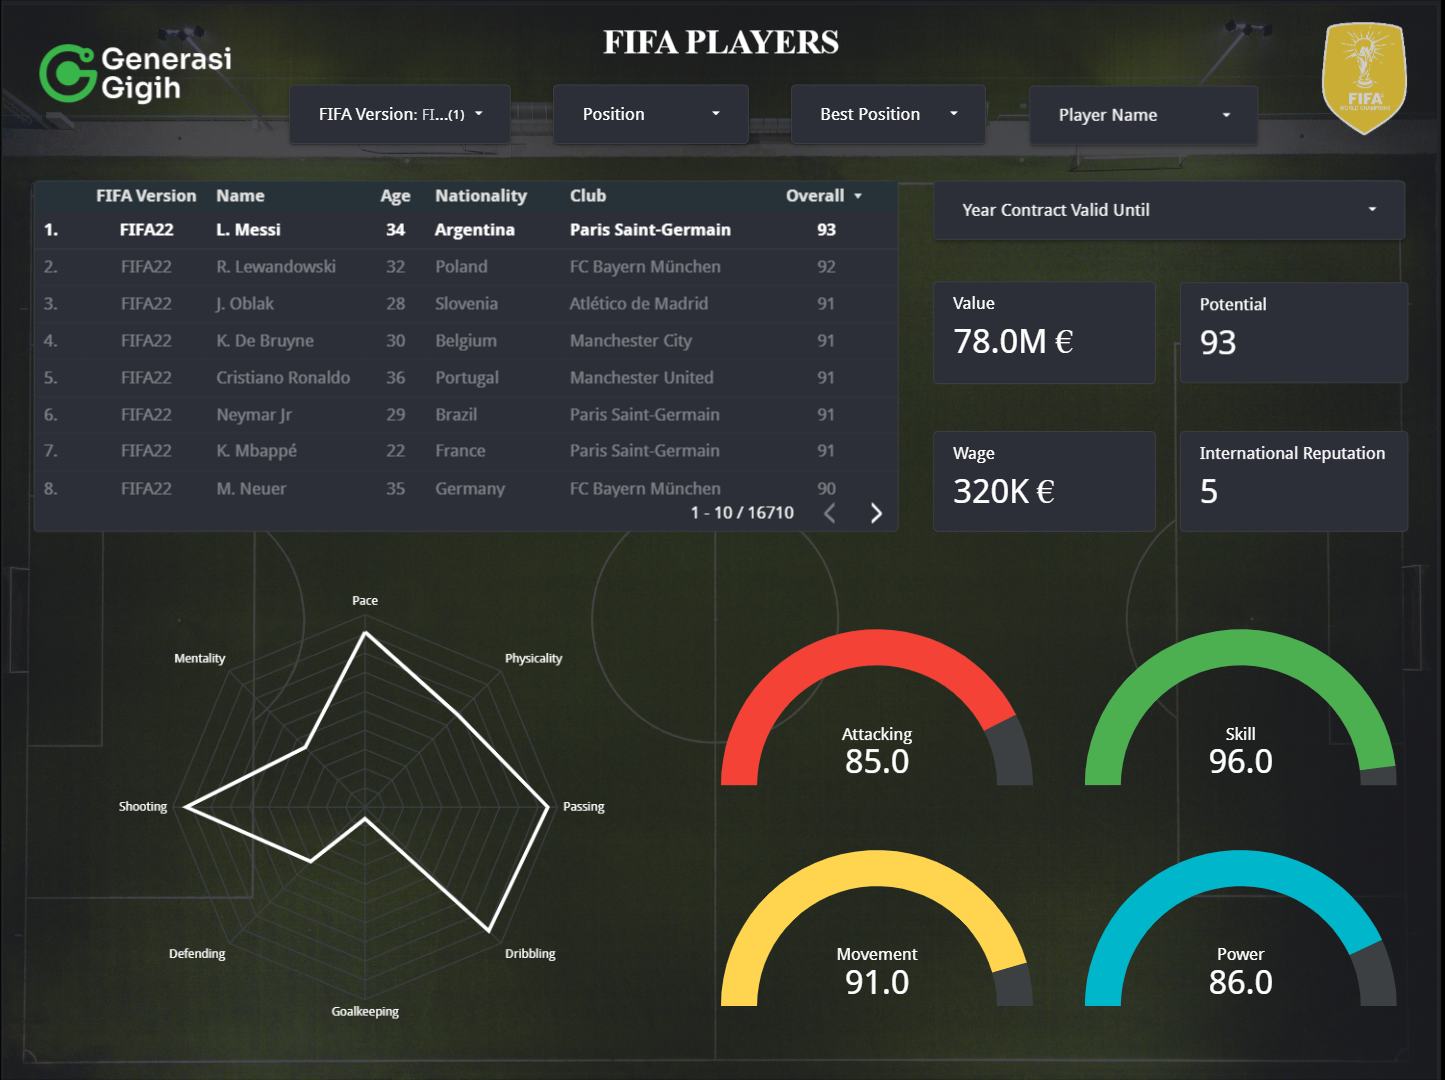 FIFA PLAYERS
Generasi
Gigih
FIFA Version: FI...(1)
Position
Best Position
Player Name
FIFA
WORLD CHAMPIONS
FIFA Version Name Age Nationality Club Overall
1. FIFA22 L. Messi 34 Argentina Paris Saint-Germain 93
2. FIFA22 R. Lewandowski 32 Poland FC Bayern München 92
3. FIFA22 J. Oblak 28 Slovenia Atlético de Madrid 91
4. FIFA22 K. De Bruyne 30 Belgium Manchester City 91
5. FIFA22 Cristiano Ronaldo 36 Portugal Manchester United 91
6. FIFA22 Neymar Jr 29 Brazil Paris Saint-Germain 91
7. FIFA22 K. Mbappé 22 France Paris Saint-Germain 91
8. FIFA22 M. Neuer 35 Germany FC Bayern München 90
1 - 10 / 16710
Year Contract Valid Until
Value
78.0M €
Potential
93
Wage
320K €
International Reputation
5
Pace
Mentality
Physicality
Shooting
Passing
Defending
Dribbling
Goalkeeping
Attacking
85.0
Skill
96.0
Movement
91.0
Power
86.0